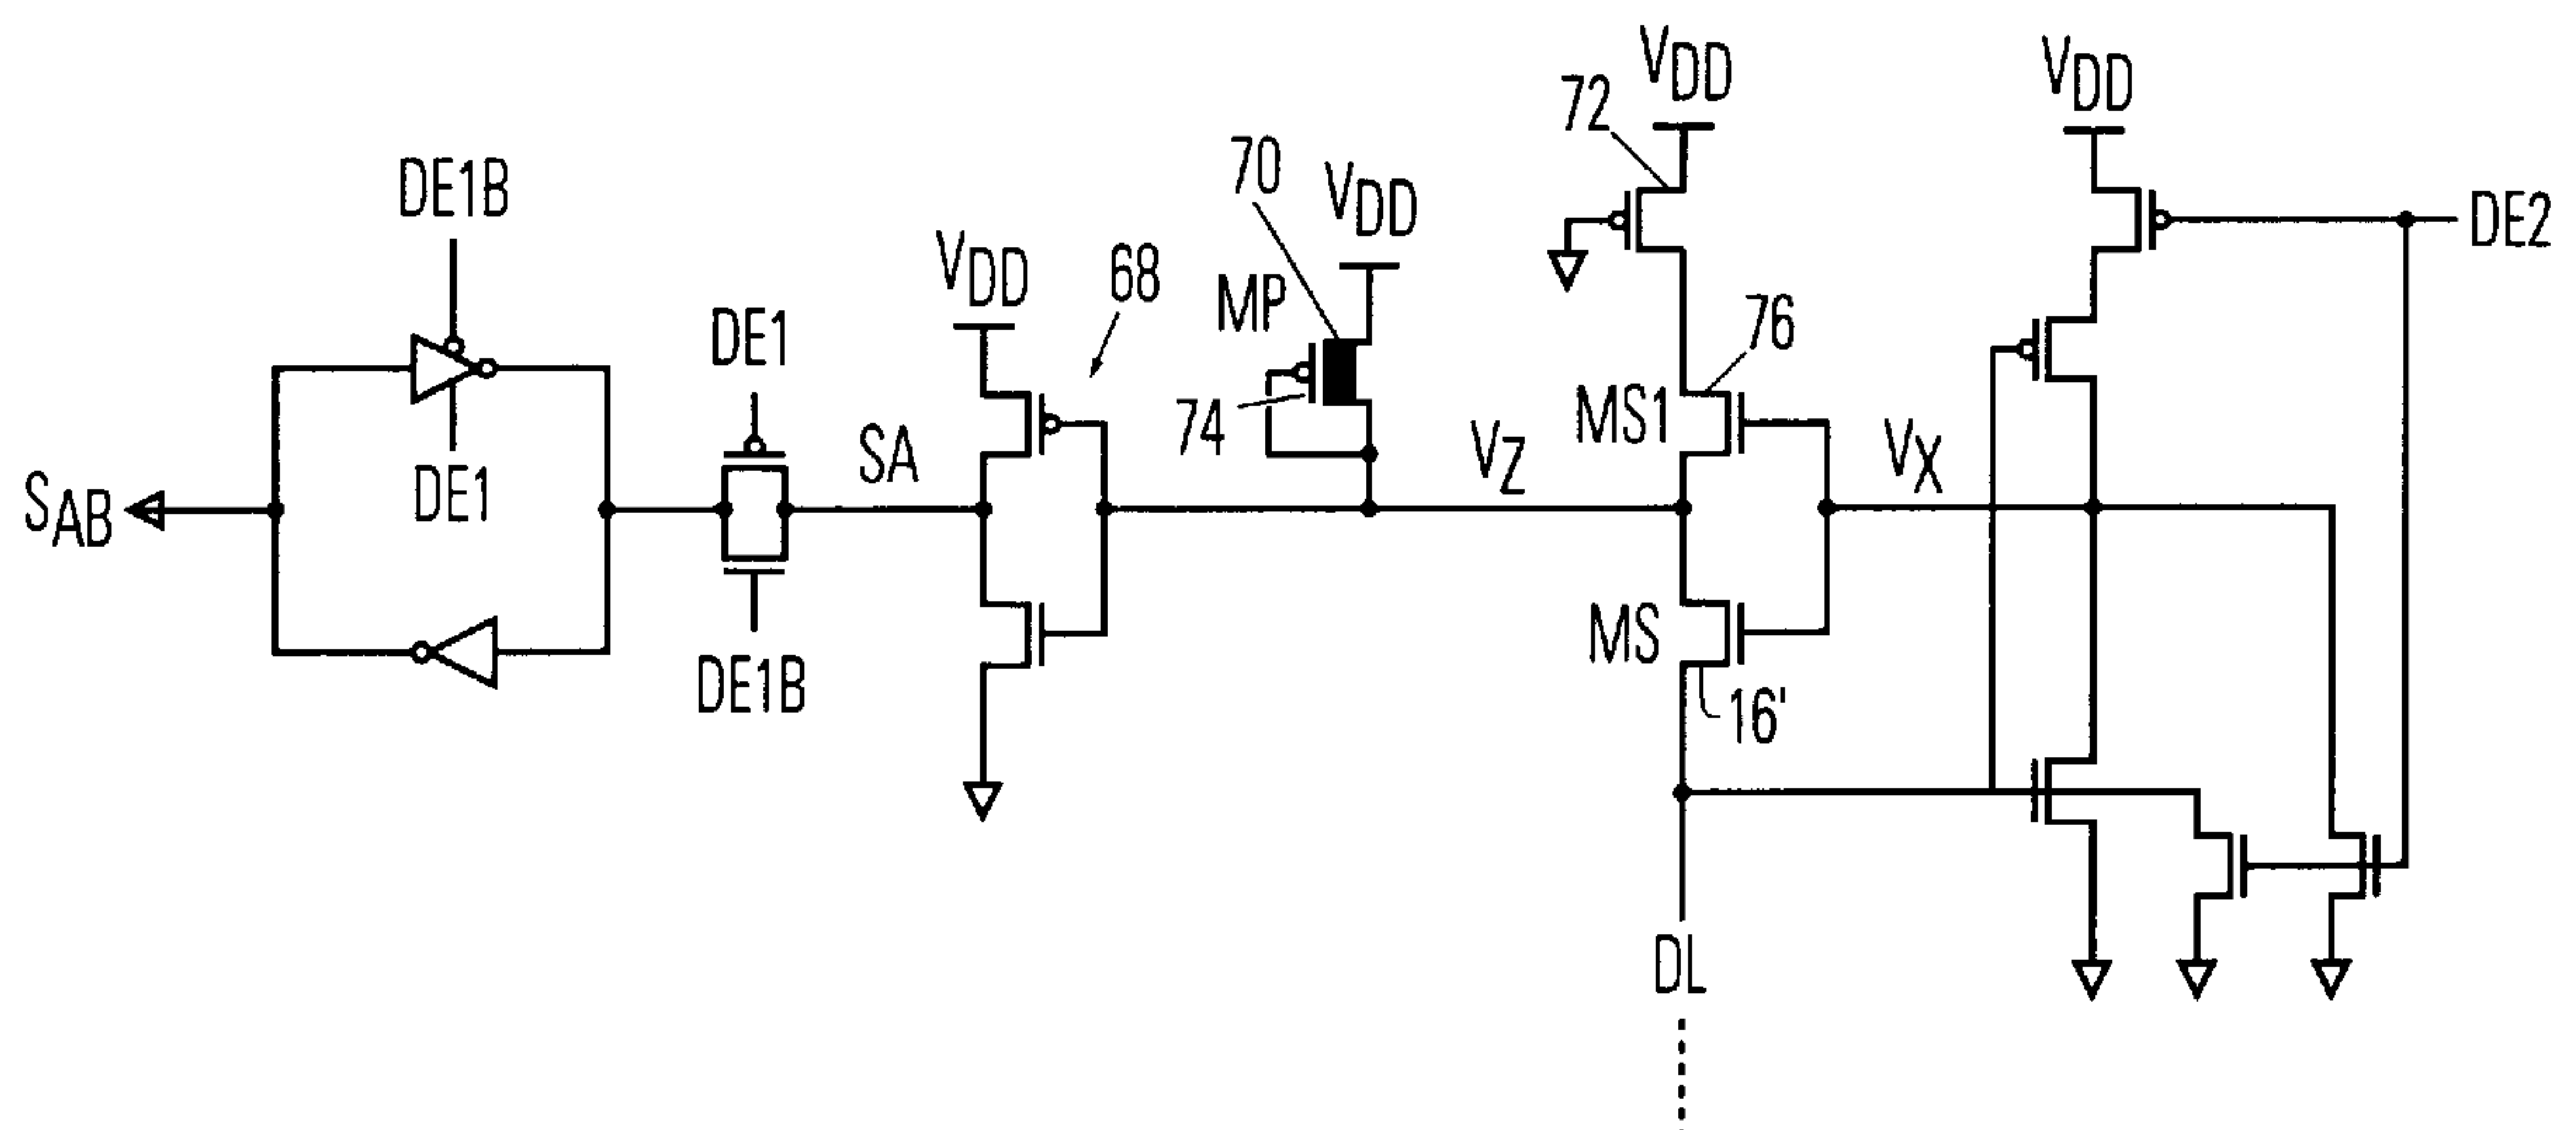 VDD
VDD
72
70
VDD
DE1B
DE2
VDD
68
MP
DE1
76
74
MS1
SA
VZ
VX
DE1
SAB
MS
DE1B
16'
DL